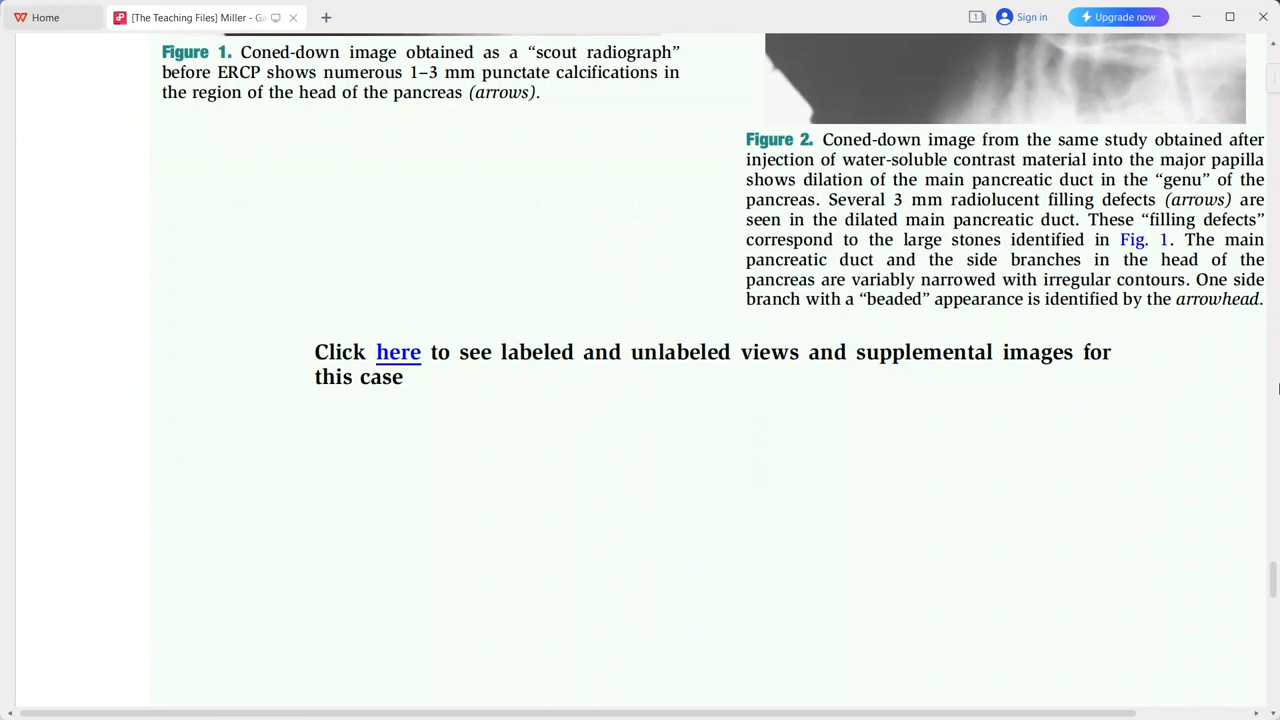 Home
[The Teaching Files] Miller - Ga
1
Sign in
Upgrade now
Figure 1. Coned-down image obtained as a “scout radiograph”
before ERCP shows numerous 1–3 mm punctate calcifications in
the region of the head of the pancreas (arrows).
Figure 2. Coned-down image from the same study obtained after
injection of water-soluble contrast material into the major papilla
shows dilation of the main pancreatic duct in the “genu” of the
pancreas. Several 3 mm radiolucent filling defects (arrows) are
seen in the dilated main pancreatic duct. These “filling defects”
correspond to the large stones identified in Fig. 1. The main
pancreatic duct and the side branches in the head of the
pancreas are variably narrowed with irregular contours. One side
branch with a “beaded” appearance is identified by the arrowhead.
Click here to see labeled and unlabeled views and supplemental images for
this case